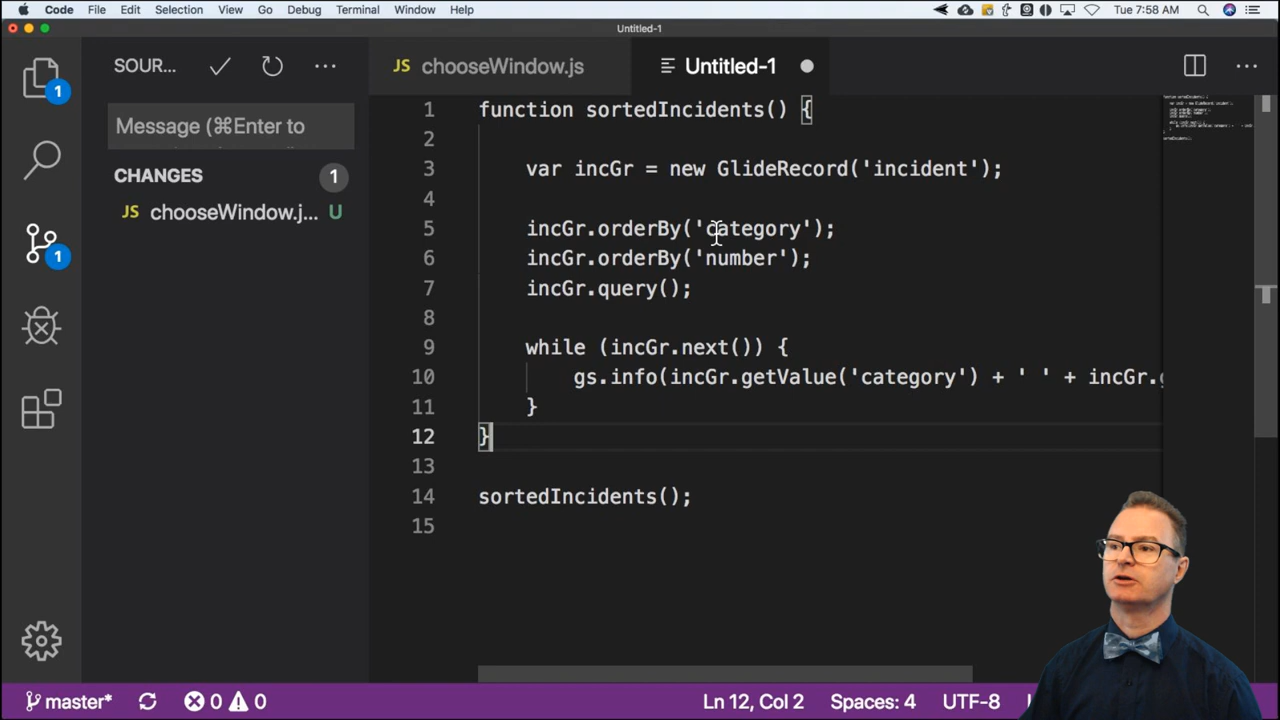 Code File Edit Selection View Go Debug Terminal Window Help Tue 7:58 AM
Untitled-1
SOUR... JS chooseWindow.js Untitled-1
Message (⌘Enter to
CHANGES 1
JS chooseWindow.j... U
1
1
1 function sortedIncidents() {
2
3 var incGr = new GlideRecord('incident');
4
5 incGr.orderBy('category');
6 incGr.orderBy('number');
7 incGr.query();
8
9 while (incGr.next()) {
10 gs.info(incGr.getValue('category') + ' ' + incGr.g
11 }
12 }
13
14 sortedIncidents();
15
master* 0 0 Ln 12, Col 2 Spaces: 4 UTF-8